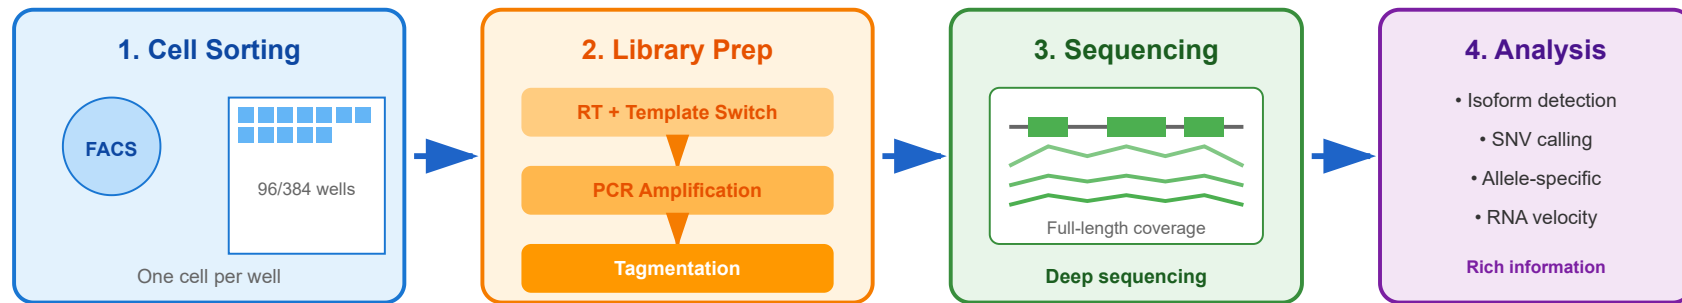 1. Cell Sorting
FACS
96/384 wells
One cell per well
2. Library Prep
RT + Template Switch
PCR Amplification
Tagmentation
3. Sequencing
Full-length coverage
Deep sequencing
4. Analysis
• Isoform detection
• SNV calling
• Allele-specific
• RNA velocity
Rich information